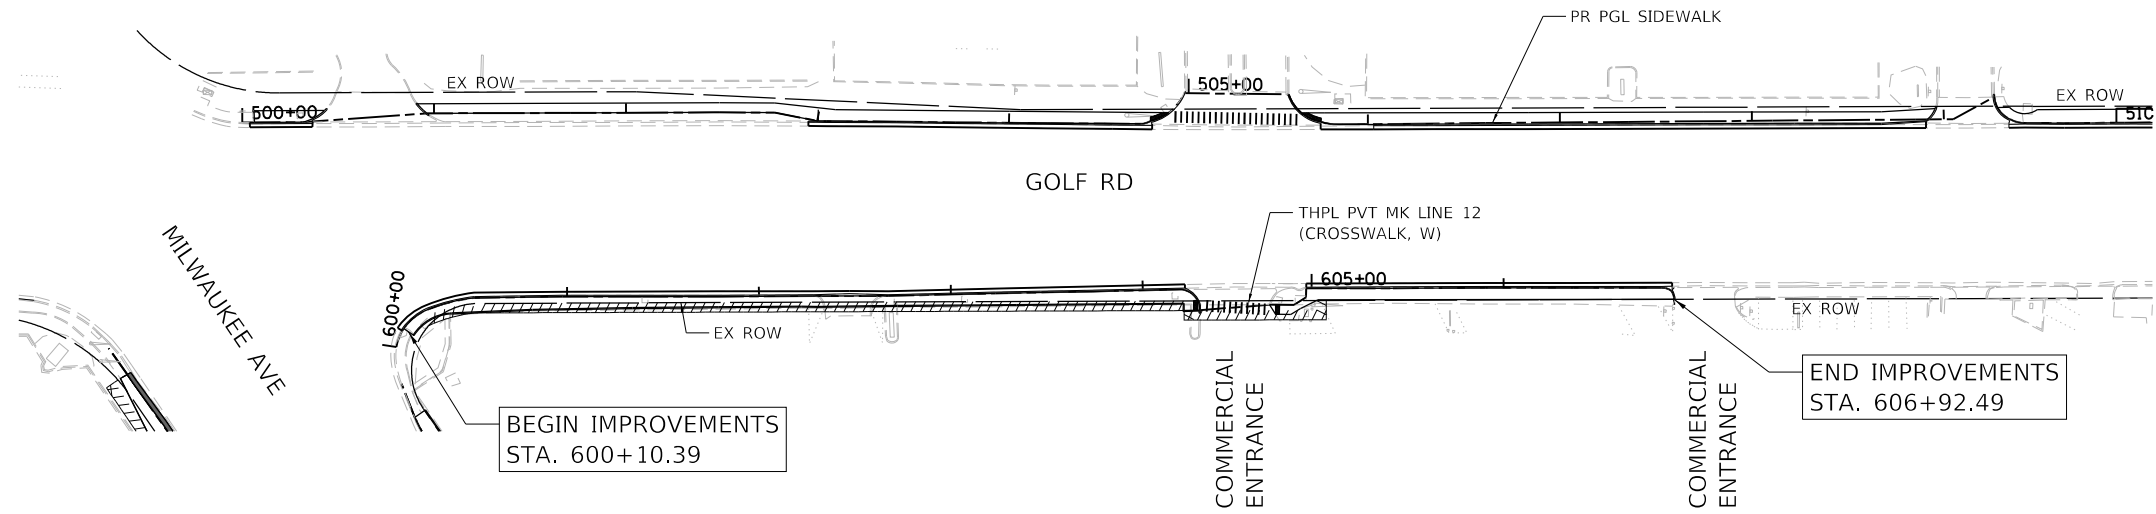 PR PGL SIDEWALK
EX ROW
505+00
EX ROW
500+00
GOLF RD
THPL PVT MK LINE 12
(CROSSWALK, W)
MILWAUKEE AVE
600+00
605+00
EX ROW
EX ROW
COMMERCIAL
ENTRANCE
COMMERCIAL
ENTRANCE
END IMPROVEMENTS
STA. 606+92.49
BEGIN IMPROVEMENTS
STA. 600+10.39